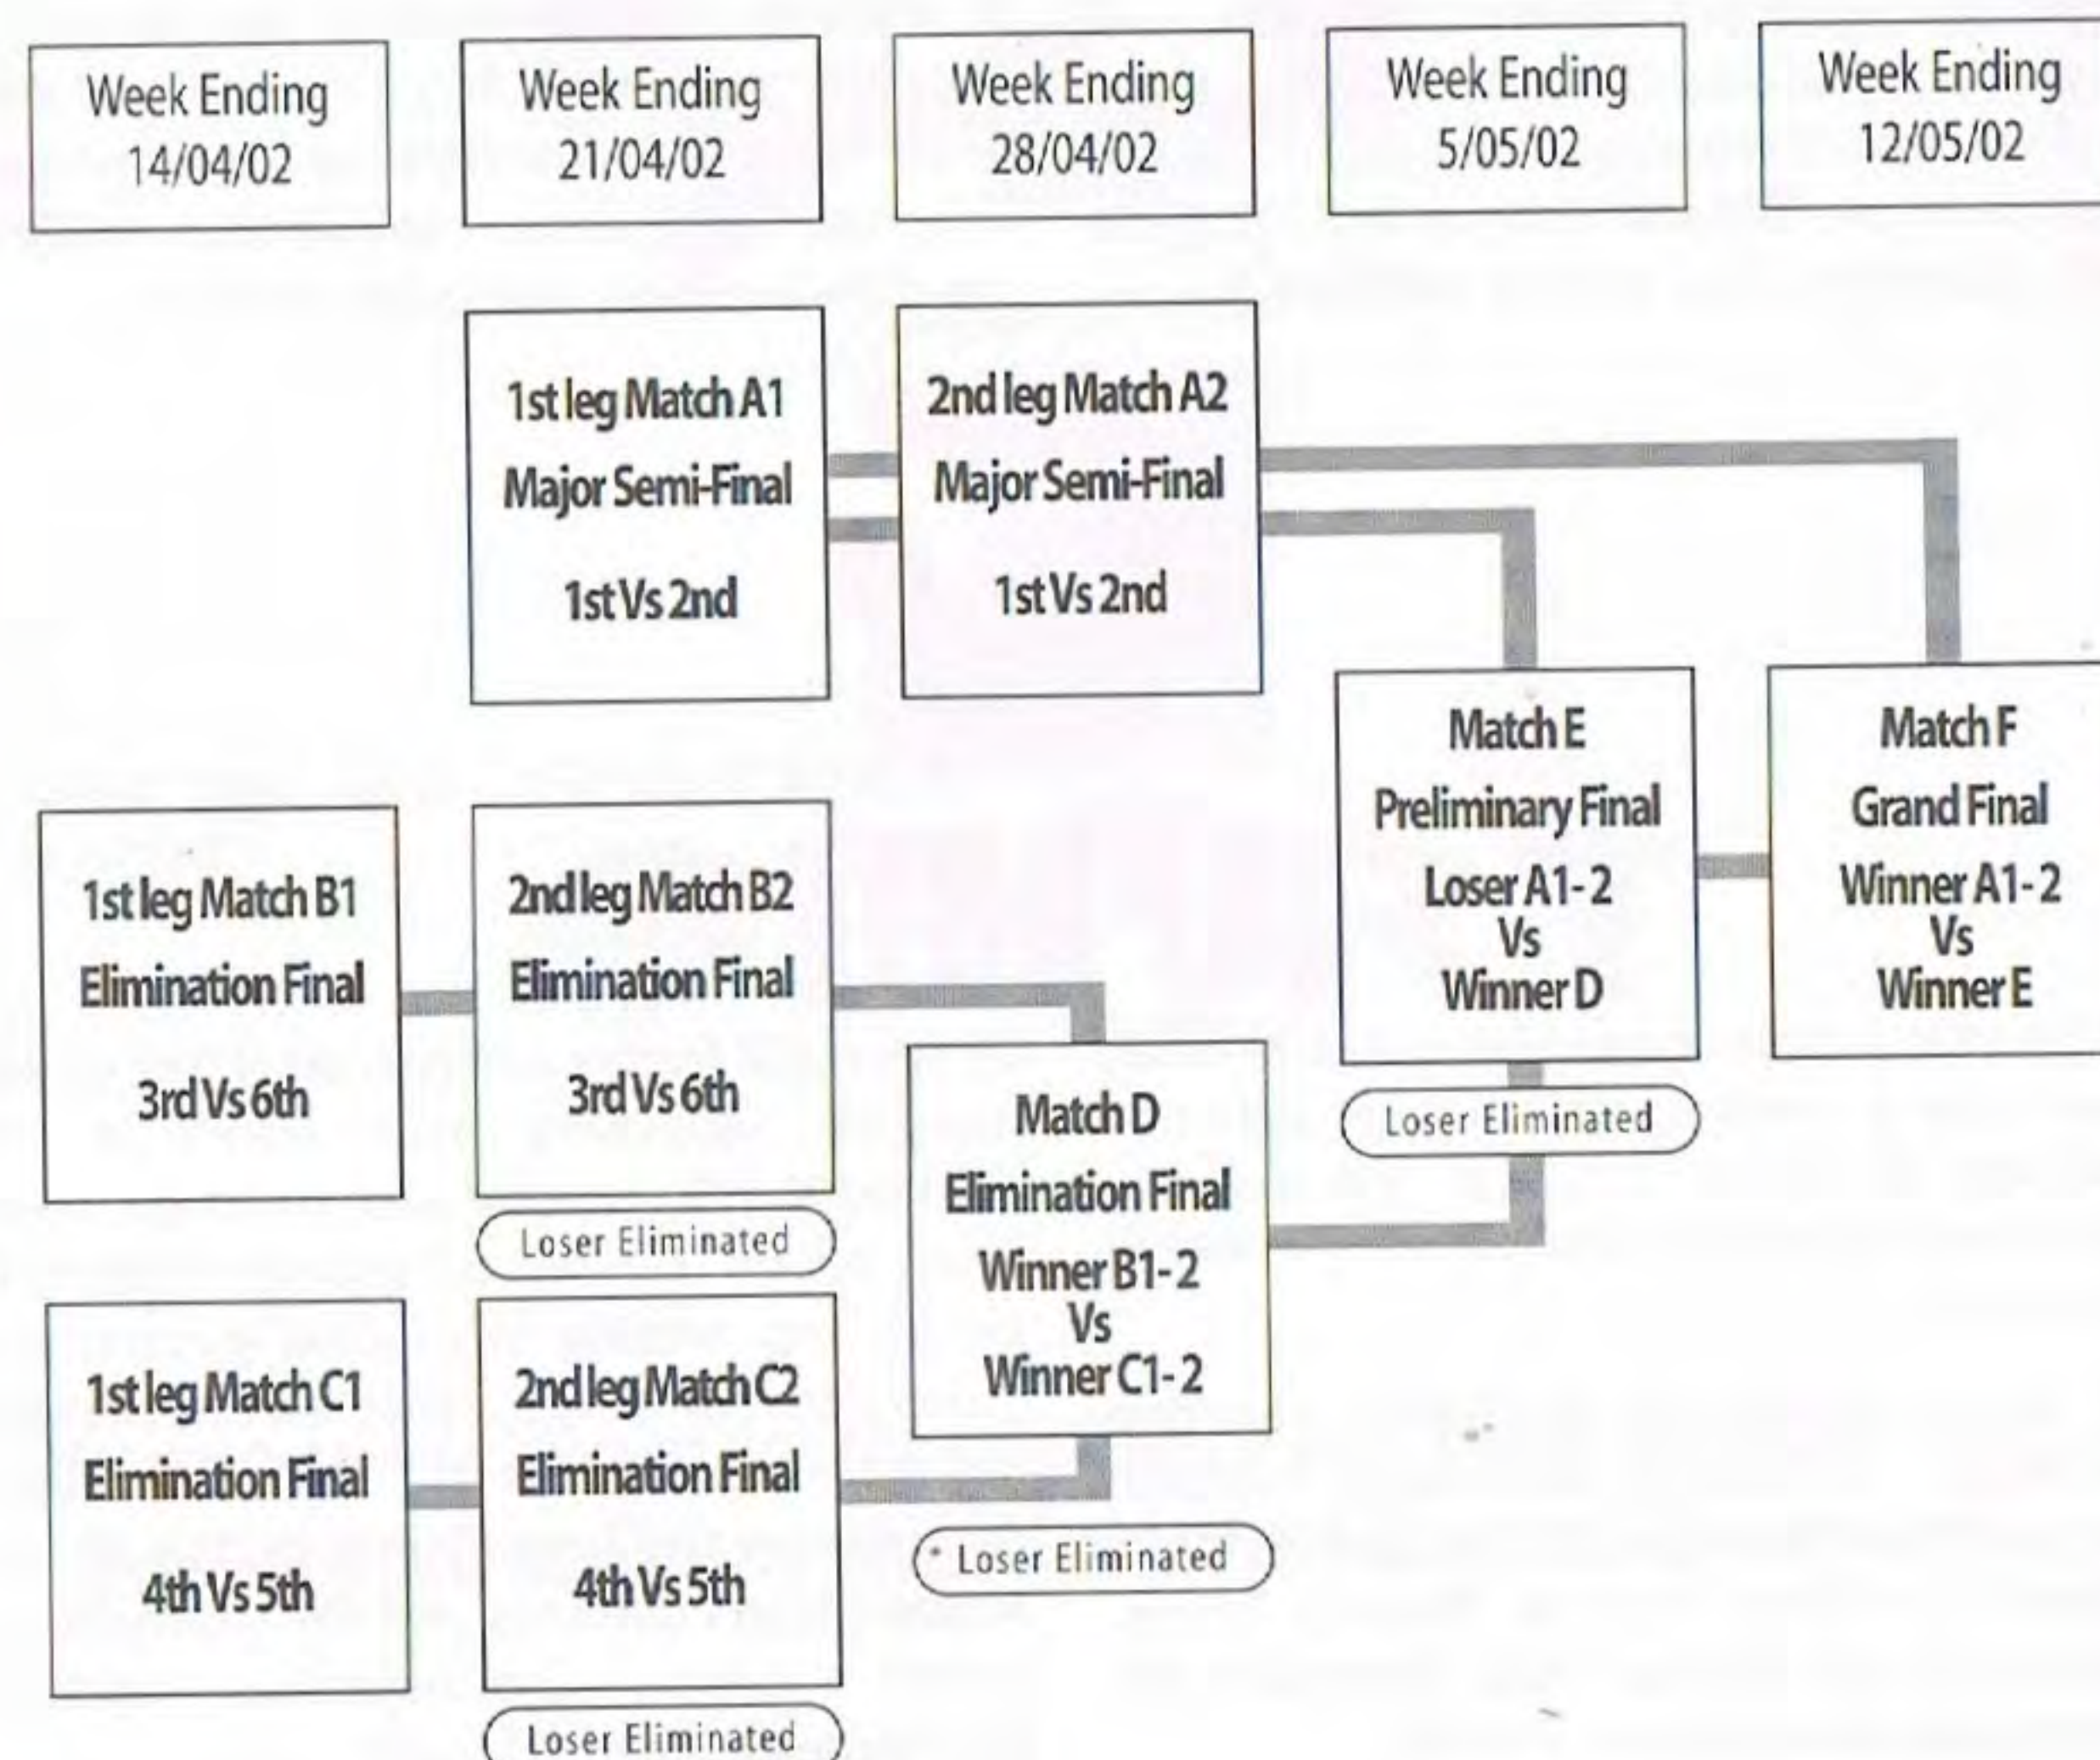 Week Ending
14/04/02
Week Ending
21/04/02
Week Ending
28/04/02
Week Ending
5/05/02
Week Ending
12/05/02
1st leg Match A1
Major Semi-Final
1st Vs 2nd
2nd leg Match A2
Major Semi-Final
1st Vs 2nd
Match E
Preliminary Final
Loser A1-2
Vs
Winner D
Loser Eliminated
Match F
Grand Final
Winner A1-2
Vs
Winner E
1st leg Match B1
Elimination Final
3rd Vs 6th
2nd leg Match B2
Elimination Final
3rd Vs 6th
Loser Eliminated
Match D
Elimination Final
Winner B1-2
Vs
Winner C1-2
* Loser Eliminated
1st leg Match C1
Elimination Final
4th Vs 5th
2nd leg Match C2
Elimination Final
4th Vs 5th
Loser Eliminated